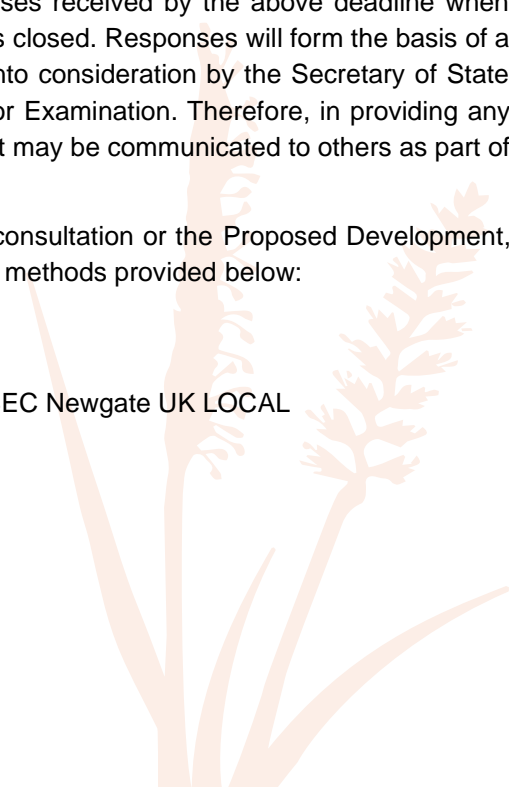 ses received by the above deadline when
s closed. Responses will form the basis of a
nto consideration by the Secretary of State
or Examination. Therefore, in providing any
t may be communicated to others as part of
consultation or the Proposed Development,
methods provided below:
EC Newgate UK LOCAL